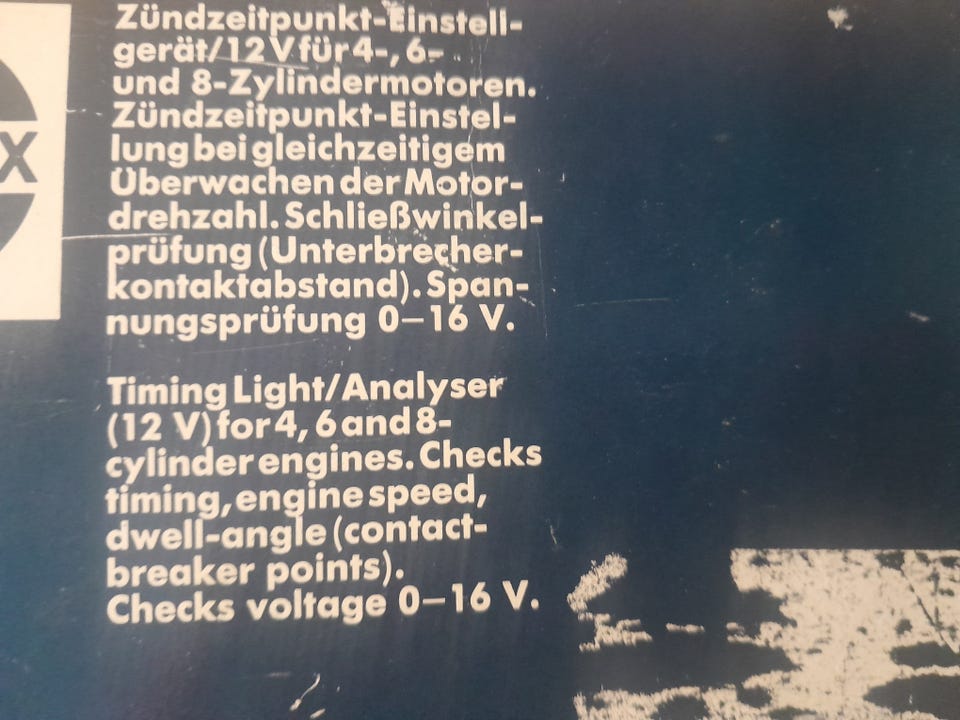 X
Zündzeitpunkt-Einstell-
gerät/12 V für 4-, 6-
und 8-Zylindermotoren.
Zündzeitpunkt-Einstel-
lung bei gleichzeitigem
Überwachen der Motor-
drehzahl. Schließwinkel-
prüfung (Unterbrecher-
kontaktabstand). Span-
nungsprüfung 0–16 V.
Timing Light/Analyser
(12 V) for 4, 6 and 8-
cylinder engines. Checks
timing, engine speed,
dwell-angle (contact-
breaker points).
Checks voltage 0–16 V.